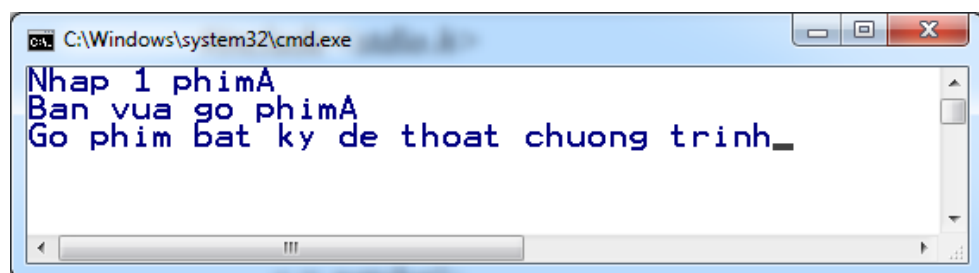 C:\Windows\system32\cmd.exe
Nhap 1 phimA
Ban vua go phimA
Go phim bat ky de thoat chuong trinh_